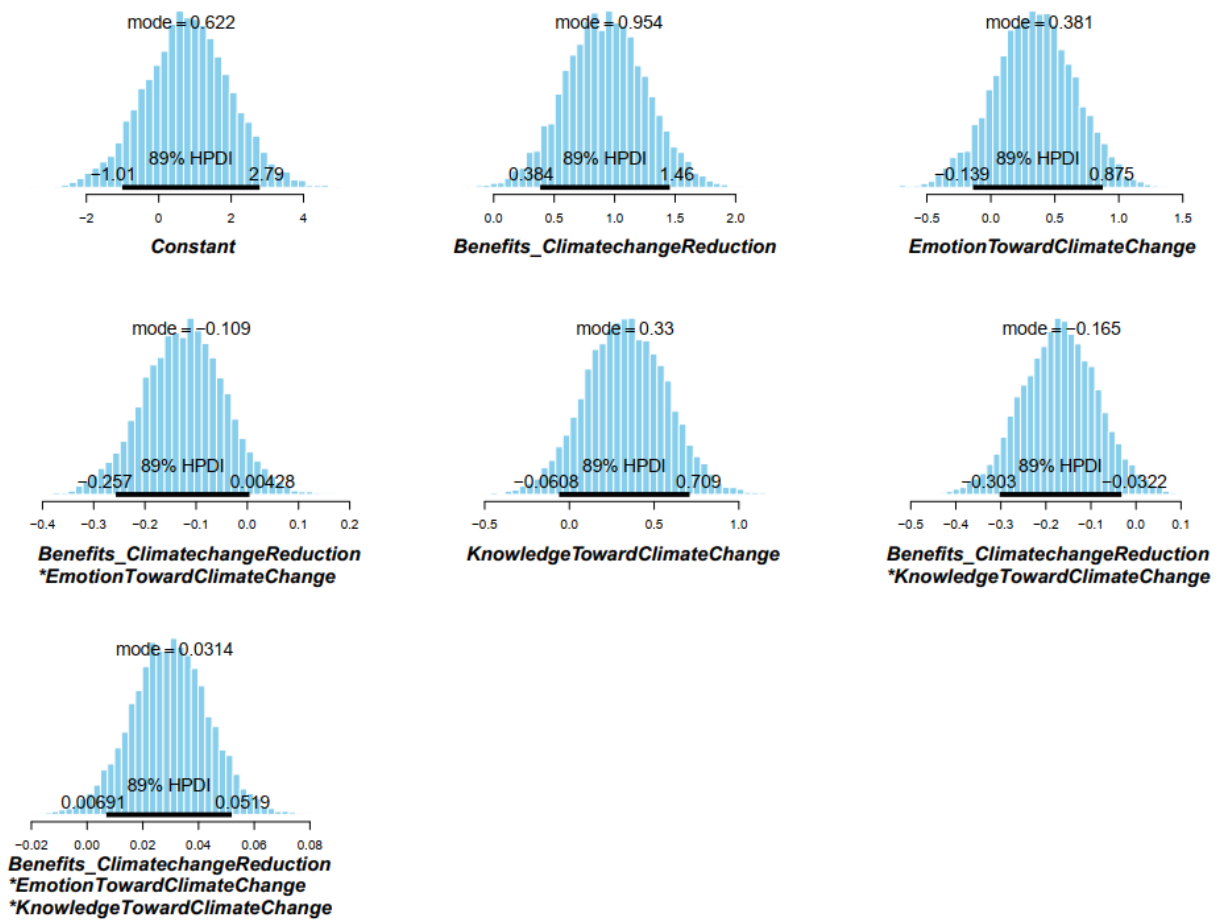 mode = 0.622
89% HPDI
−1.01 2.79
−2 0 2 4
Constant
mode = 0.954
89% HPDI
0.384 1.46
0.0 0.5 1.0 1.5 2.0
Benefits_ClimatechangeReduction
mode = 0.381
89% HPDI
−0.139 0.875
−0.5 0.0 0.5 1.0 1.5
EmotionTowardClimateChange
mode = −0.109
89% HPDI
−0.257 0.00428
−0.4 −0.3 −0.2 −0.1 0.0 0.1 0.2
Benefits_ClimatechangeReduction
*EmotionTowardClimateChange
mode = 0.33
89% HPDI
−0.0608 0.709
−0.5 0.0 0.5 1.0
KnowledgeTowardClimateChange
mode = −0.165
89% HPDI
−0.303 −0.0322
−0.5 −0.4 −0.3 −0.2 −0.1 0.0 0.1
Benefits_ClimatechangeReduction
*KnowledgeTowardClimateChange
mode = 0.0314
89% HPDI
0.00691 0.0519
−0.02 0.00 0.02 0.04 0.06 0.08
Benefits_ClimatechangeReduction
*EmotionTowardClimateChange
*KnowledgeTowardClimateChange